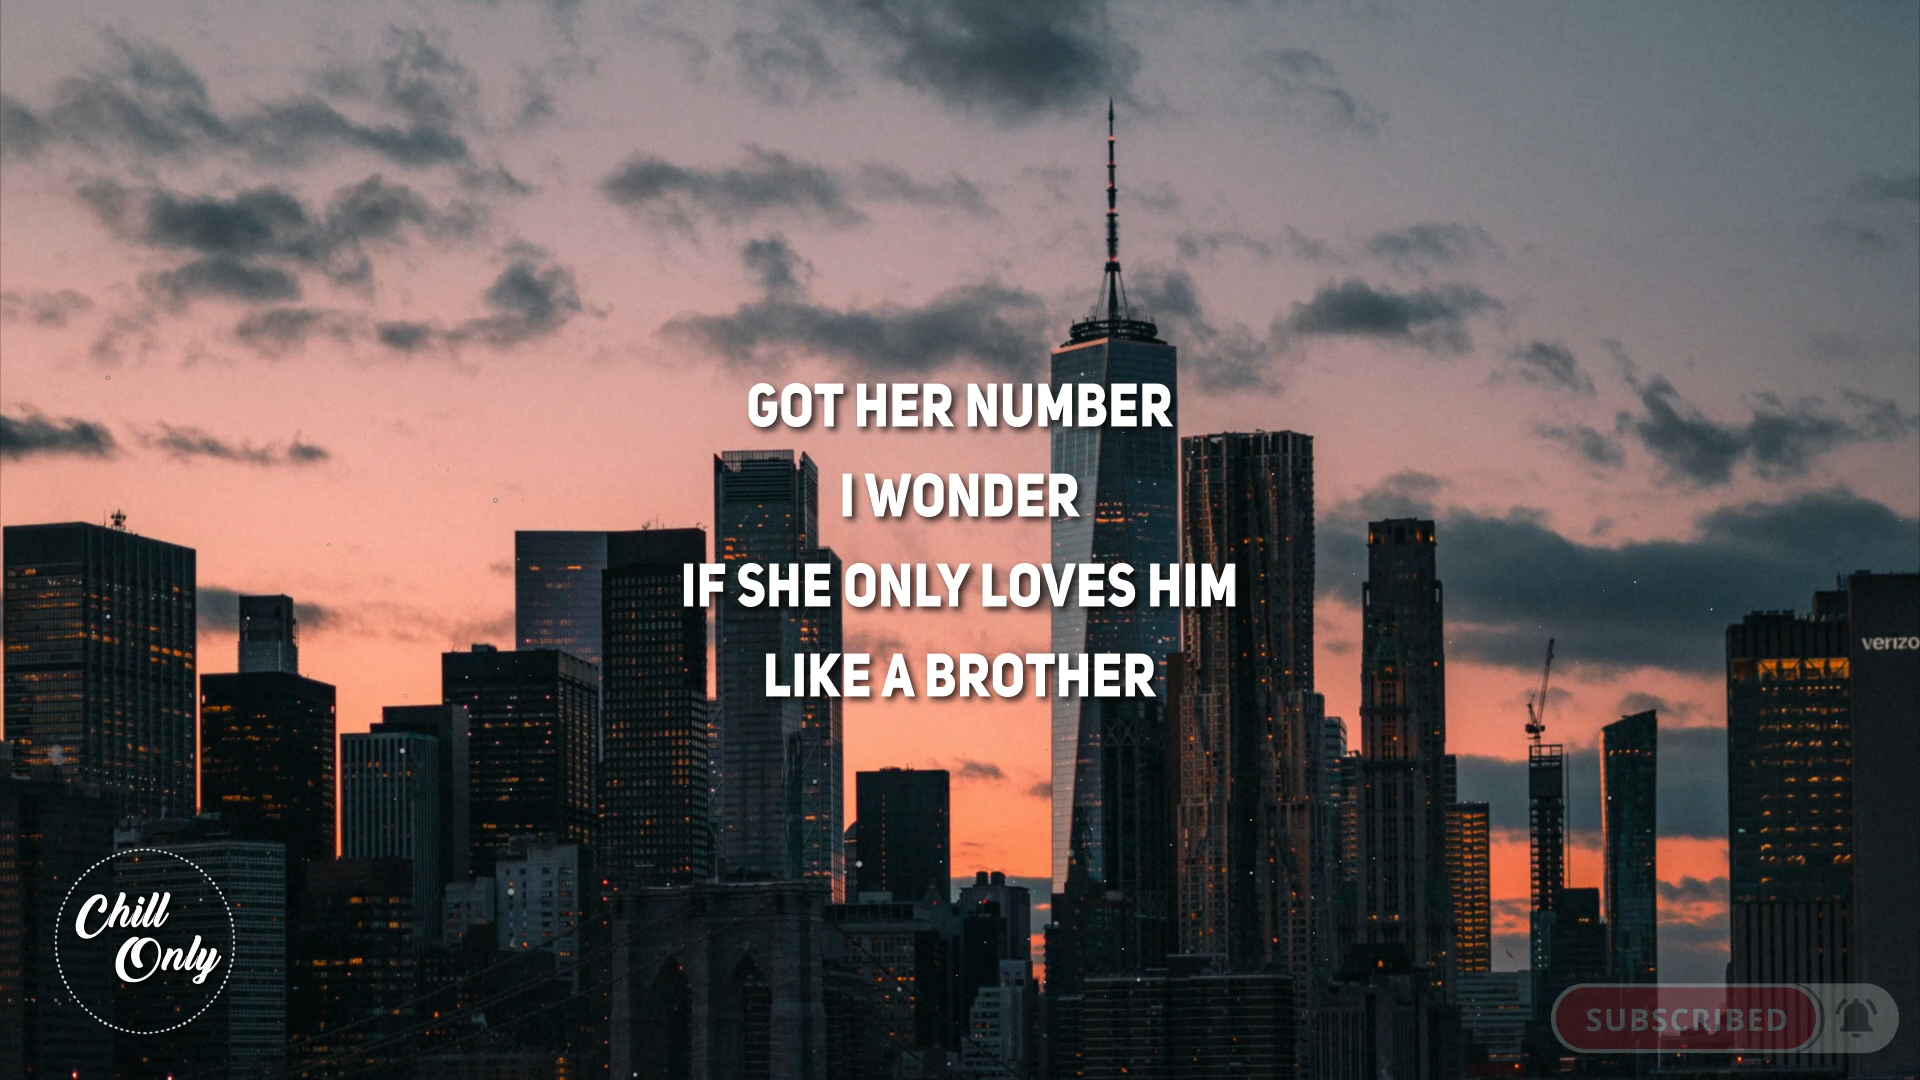 GOT HER NUMBER
I WONDER
IF SHE ONLY LOVES HIM
LIKE A BROTHER
verizo
Chill
Only
SUBSCRIBED